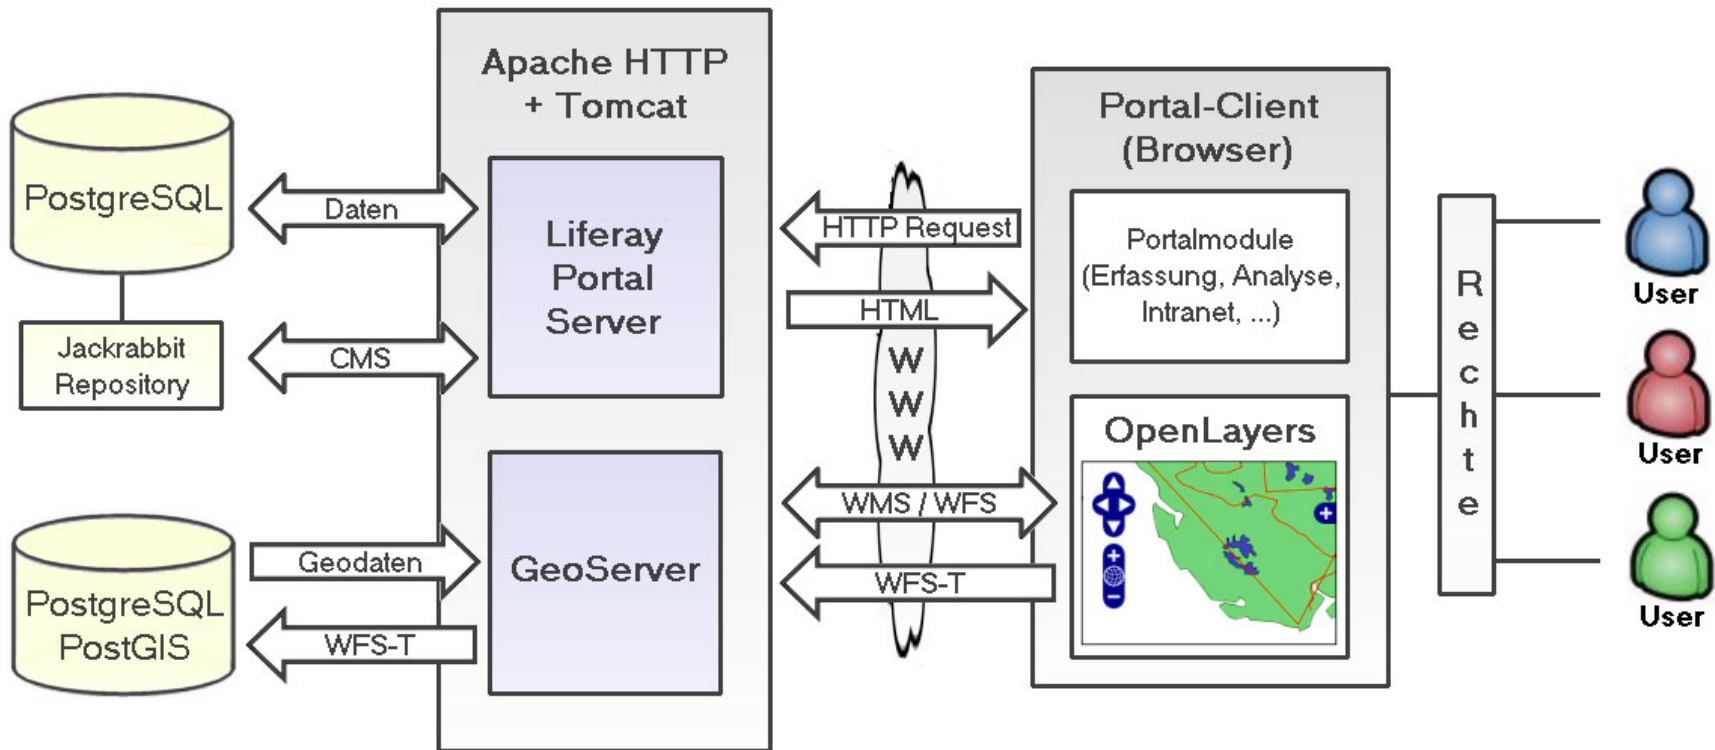 Apache HTTP
+ Tomcat
PostgreSQL
Daten
Liferay
Portal
Server
Jackrabbit
Repository
CMS
PostgreSQL
PostGIS
Geodaten
WFS-T
GeoServer
HTTP Request
HTML
W
W
W
WMS / WFS
WFS-T
Portal-Client
(Browser)
Portalmodule
(Erfassung, Analyse,
Intranet, ...)
OpenLayers
R
e
c
h
t
e
User
User
User